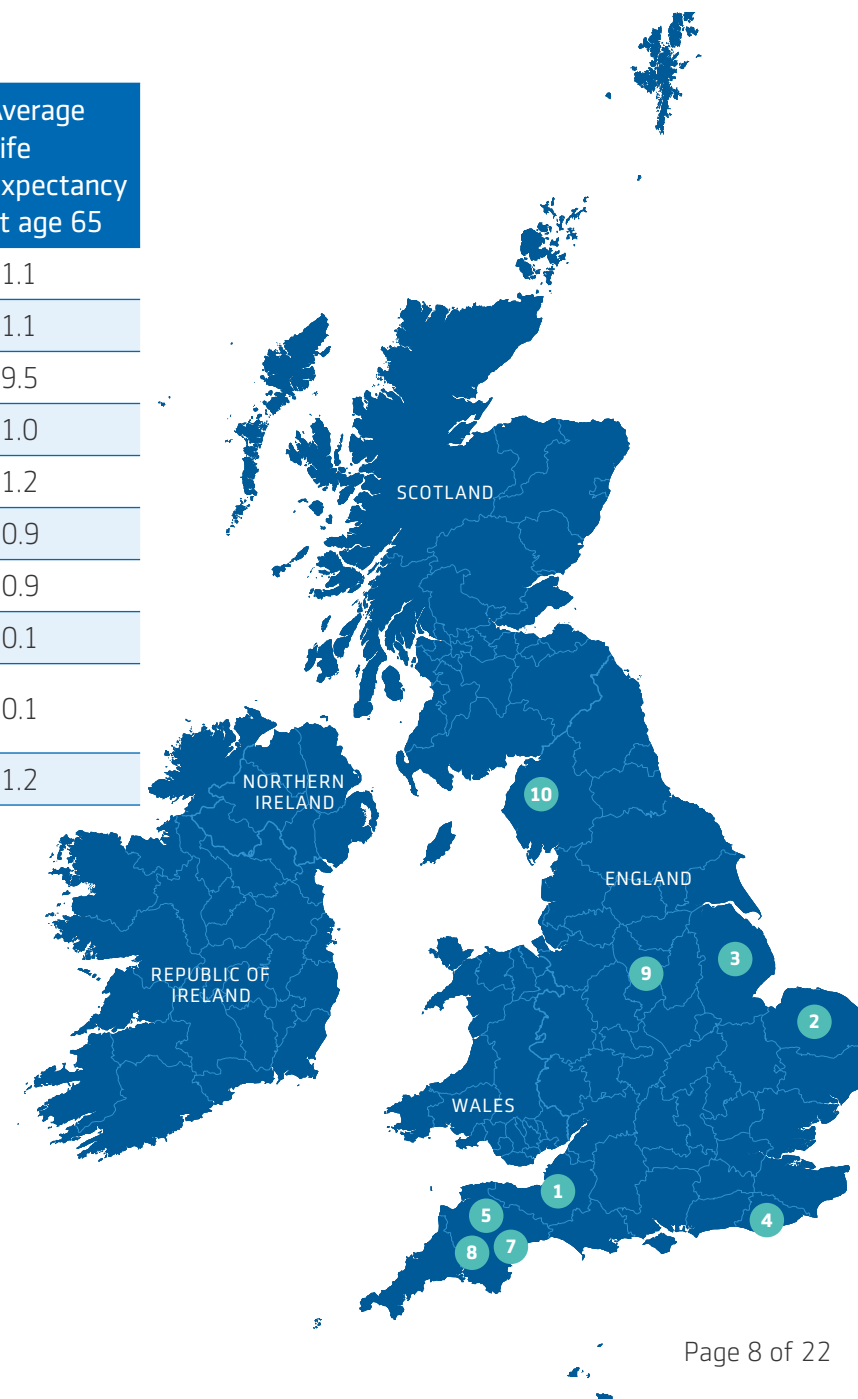 verage
ife
xpectancy
t age 65
1.1
1.1
9.5
1.0
1.2
0.9
0.9
0.1
0.1
1.2
SCOTLAND
NORTHERN
IRELAND
10
ENGLAND
3
9
REPUBLIC OF
IRELAND
2
WALES
1
5
4
7
8
Page 8 of 22